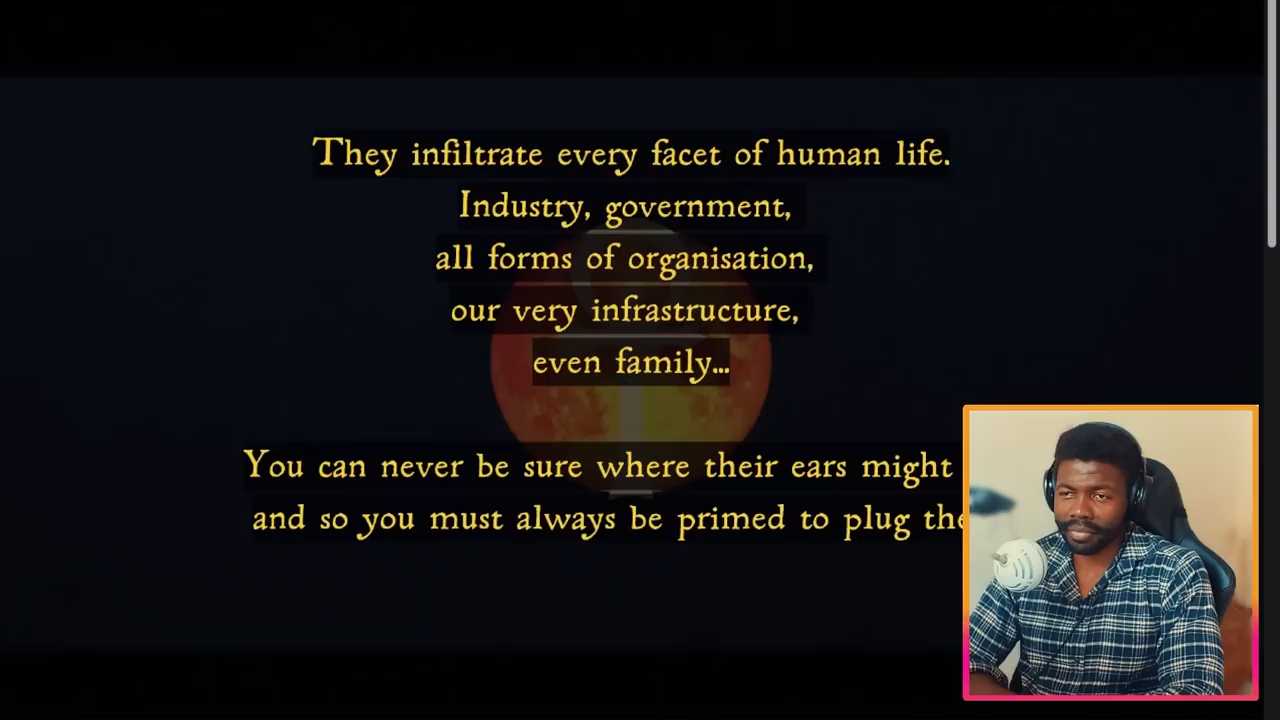 They infiltrate every facet of human life.
Industry, government,
all forms of organisation,
our very infrastructure,
even family...
You can never be sure where their ears might
and so you must always be primed to plug